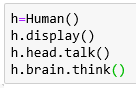 h=Human()
h.display()
h.head.talk()
h.brain.think()